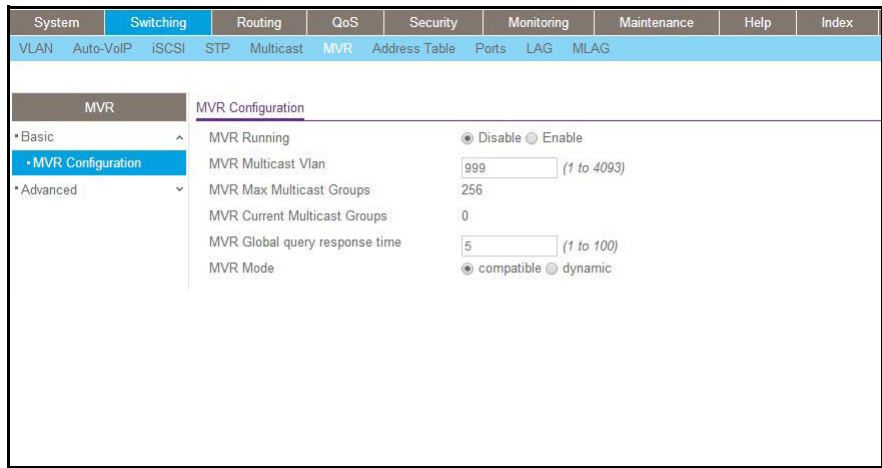 System Switching Routing QoS Security Monitoring Maintenance Help Index
VLAN Auto-VoIP iSCSI STP Multicast MVR Address Table Ports LAG MLAG
MVR
• Basic
• MVR Configuration
• Advanced
MVR Configuration
MVR Running Disable Enable
MVR Multicast Vlan 999 (1 to 4093)
MVR Max Multicast Groups 256
MVR Current Multicast Groups 0
MVR Global query response time 5 (1 to 100)
MVR Mode compatible dynamic